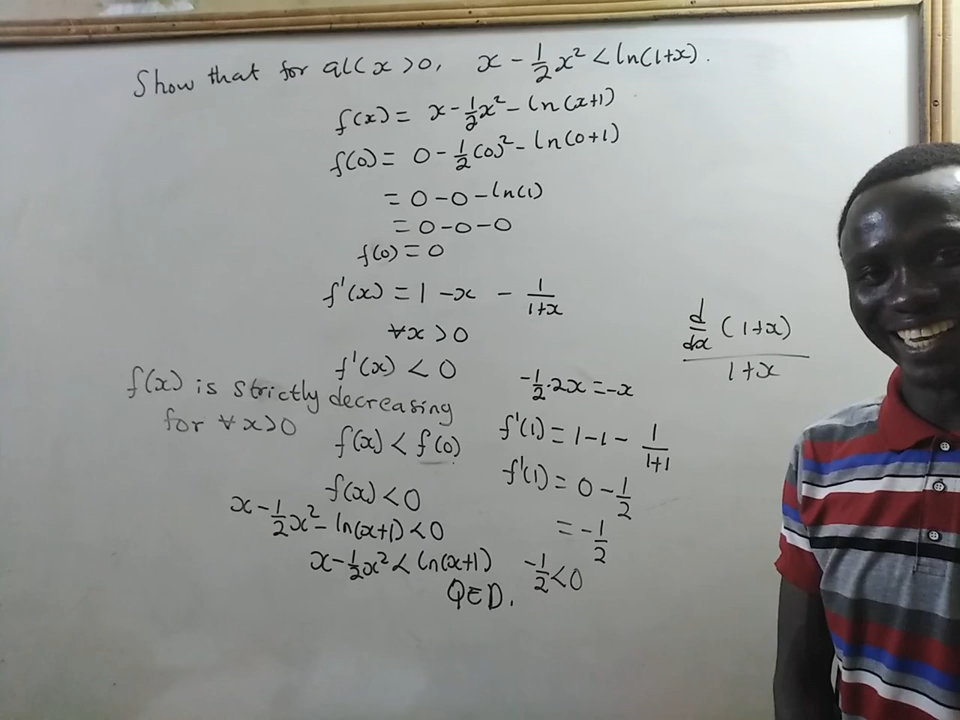 Show that for all x > 0, x - 1/2 x² < ln(1+x).
f(x) = x - 1/2 x² - ln(x+1)
f(0) = 0 - 1/2 (0)² - ln(0+1)
= 0 - 0 - ln(1)
= 0 - 0 - 0
f(0) = 0
f'(x) = 1 - x - 1/(1+x)
∀x > 0
f'(x) < 0
f(x) is strictly decreasing
for ∀x>0
f(x) < f(0)
f(x) < 0
x - 1/2 x² - ln(x+1) < 0
x - 1/2 x² < ln(x+1)
QED.
d/dx (1+x)
1+x
-1/2 · 2x = -x
f'(1) = 1 - 1 - 1/(1+1)
f'(1) = 0 - 1/2
= -1/2
-1/2 < 0